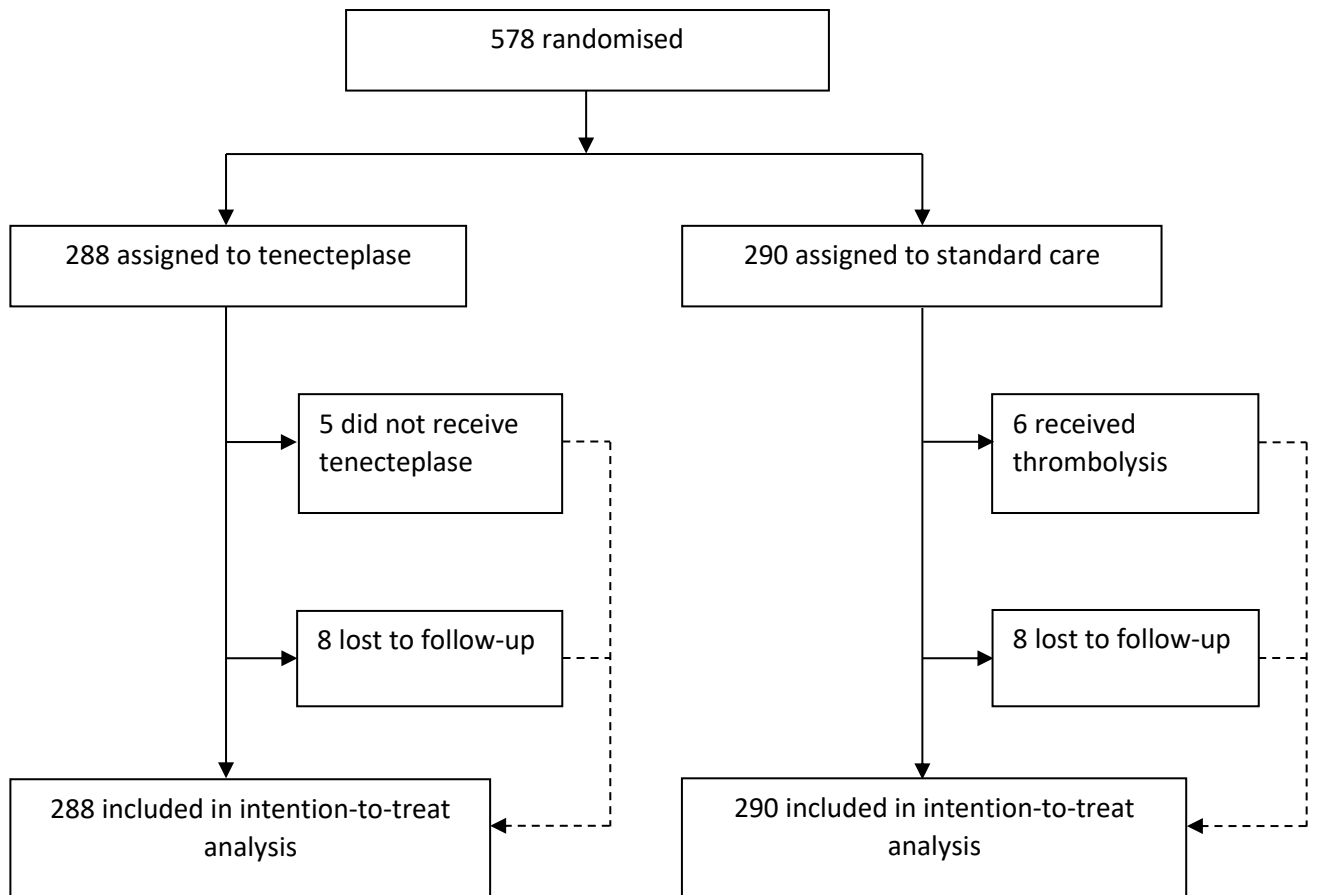 578 randomised
288 assigned to tenecteplase
290 assigned to standard care
5 did not receive
tenecteplase
6 received
thrombolysis
8 lost to follow-up
8 lost to follow-up
288 included in intention-to-treat
analysis
290 included in intention-to-treat
analysis